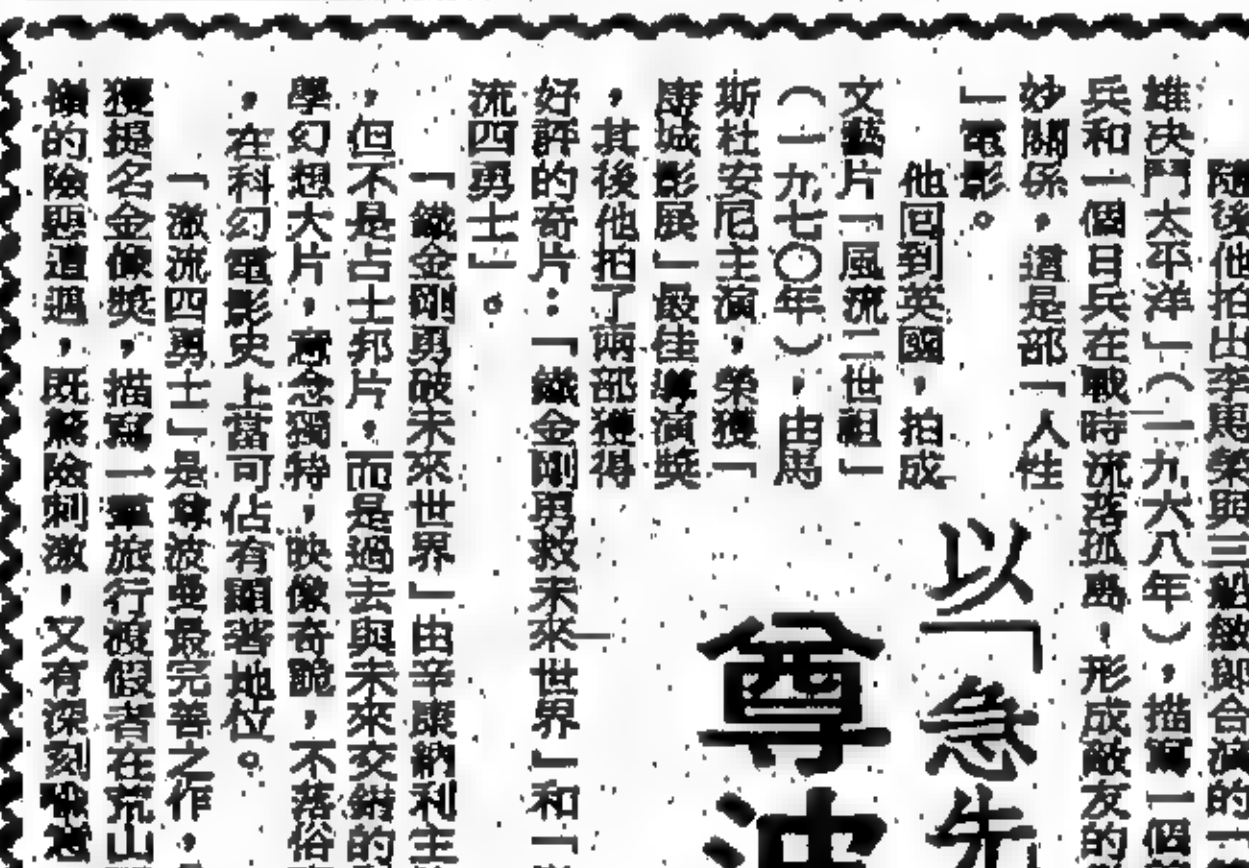 隨後他拍出李馬榮與三船敏郎合演的一
雄決鬥太平洋」(一九六八年),描寫一個
兵和一個日兵在戰時流落孤島,形成敵友的
妙關係,這是部「人性
」電影。
他回到英國,拍成
文藝片「風流二世祖」
(一九七〇年),由馬
斯杜安尼主演,榮獲「
康城影展」最佳導演獎
,其後他拍了兩部獲得
好評的奇片:「鐵金剛勇救未來世界」和「
流四勇士」。
以「急先
尊波
「鐵金剛勇破未來世界」由辛康納利主
,但不是占士邦片,而是過去與未來交錯的
學幻想大片,意念獨特,映像奇詭,不落俗
,在科幻電影史上當可佔有顯著地位。
「激流四勇士」是尊波曼最完善之作,
獲提名金像獎,描寫一羣旅行渡假者在荒山
嶺的險惡遭遇,既驚險刺激,又有深刻